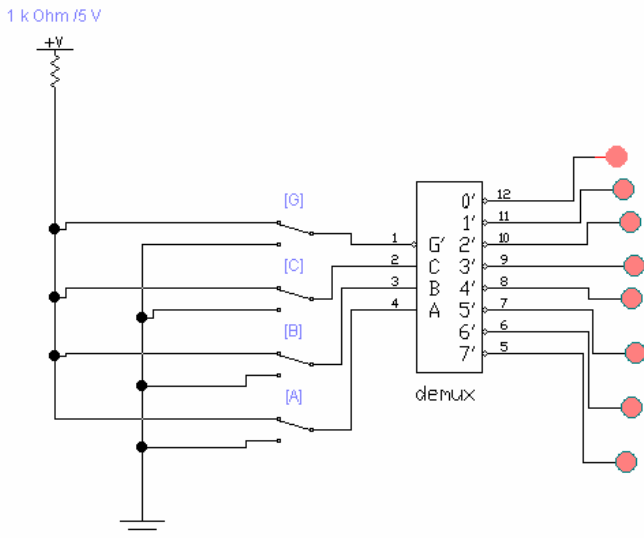 1 k Ohm /5 V
+V
[G]
[C]
[B]
[A]
1 G' 0' 12
2 C 1' 11
3 B 2' 10
4 A 3' 9
4' 8
5' 7
6' 6
7' 5
demux